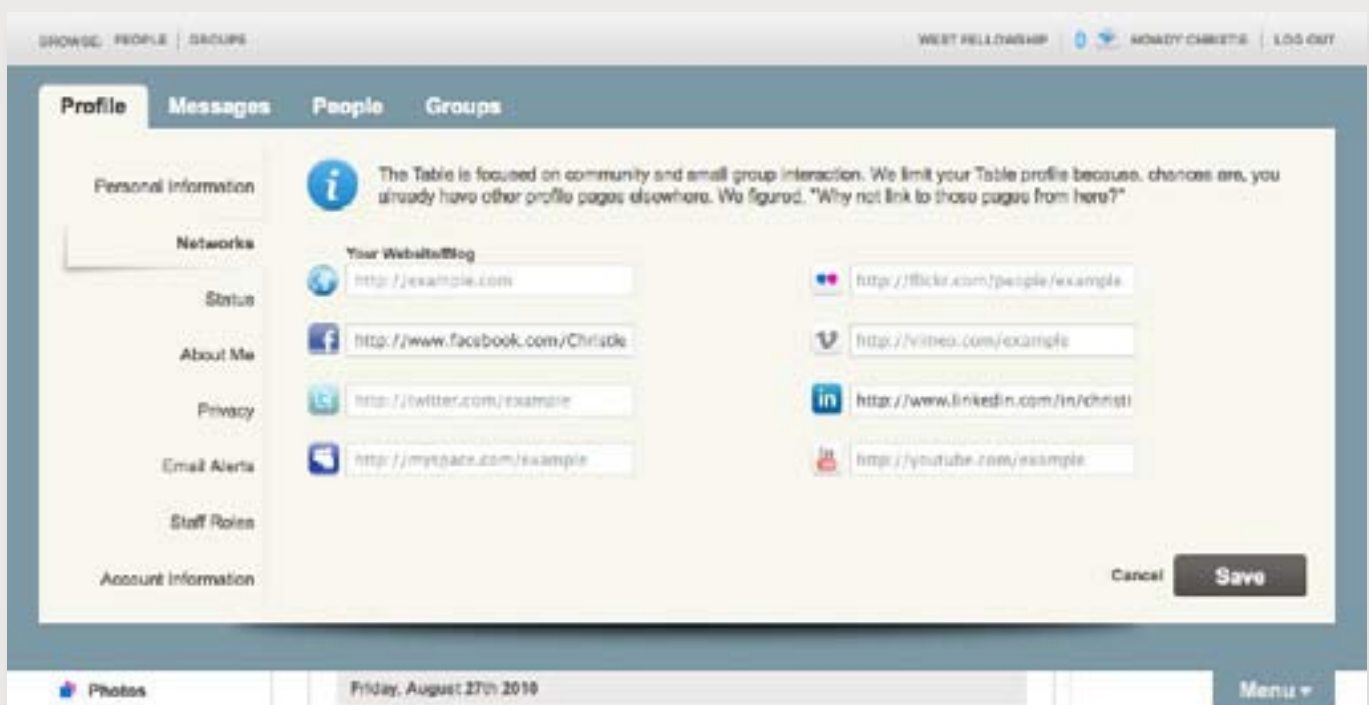 BROWSE: PEOPLE | GROUPS
WEST FELLOWSHIP | 0 HOWDY CHRISTIE | LOG OUT
Profile Messages People Groups
Personal Information
Networks
Status
About Me
Privacy
Email Alerts
Staff Roles
Account Information
The Table is focused on community and small group interaction. We limit your Table profile because, chances are, you
already have other profile pages elsewhere. We figured, "Why not link to those pages from here?"
Your Website/Blog
http://example.com
http://flickr.com/people/example
http://www.facebook.com/Christie
http://vimeo.com/example
http://twitter.com/example
in http://www.linkedin.com/in/christi
http://myspace.com/example
http://youtube.com/example
Cancel Save
Photos
Friday, August 27th 2010
Menu